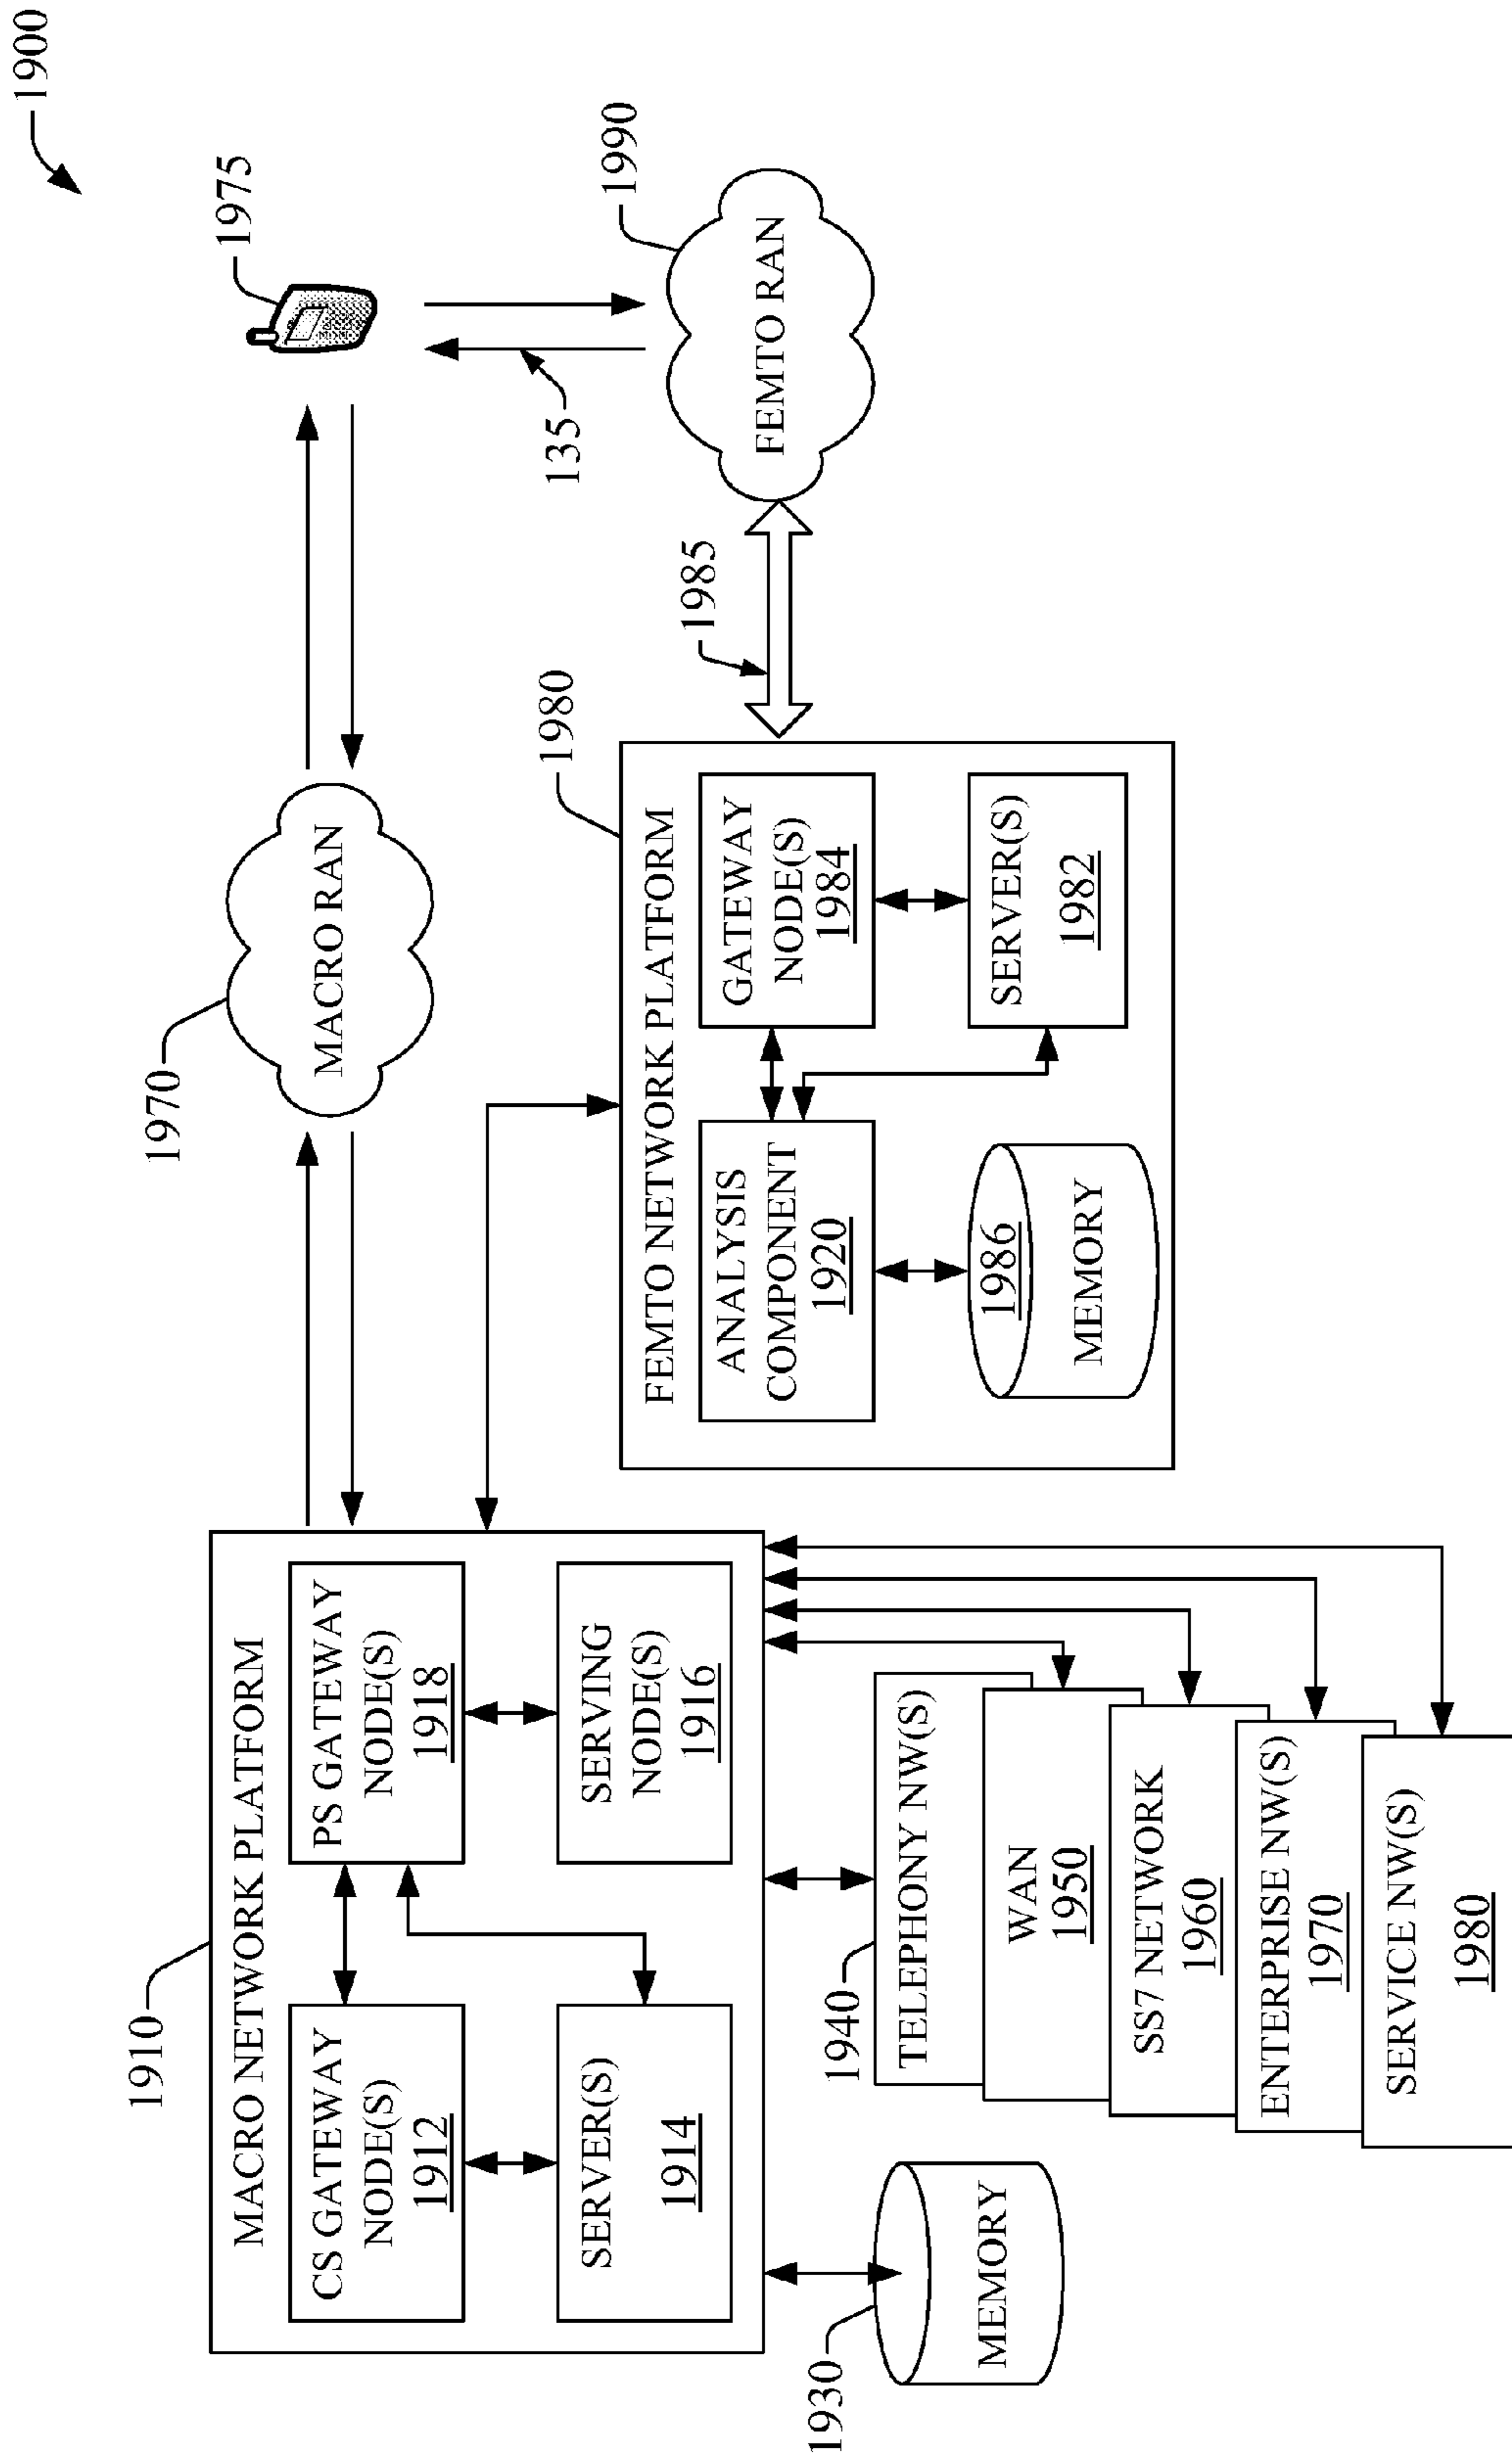 1900
1910
MACRO NETWORK PLATFORM
CS GATEWAY
NODE(S)
1912
PS GATEWAY
NODE(S)
1918
SERVER(S)
1914
SERVING
NODE(S)
1916
1970
MACRO RAN
1975
135
1990
FEMTO RAN
1985
1980
FEMTO NETWORK PLATFORM
ANALYSIS
COMPONENT
1920
GATEWAY
NODE(S)
1984
1986
MEMORY
SERVER(S)
1982
1930
MEMORY
1940
TELEPHONY NW(S)
WAN
1950
SS7 NETWORK
1960
ENTERPRISE NW(S)
1970
SERVICE NW(S)
1980